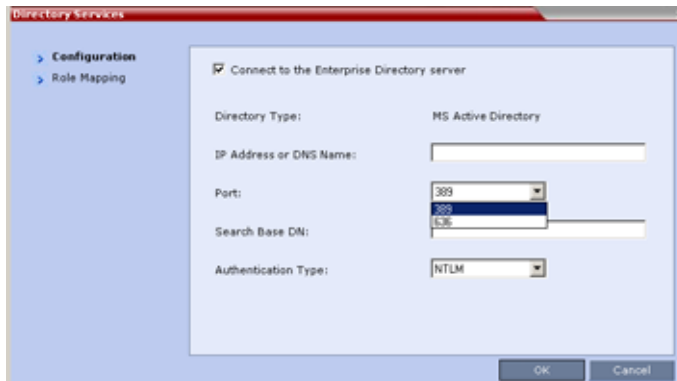 Directory Services
Configuration
Role Mapping
Connect to the Enterprise Directory server
Directory Type: MS Active Directory
IP Address or DNS Name:
Port: 389
389
636
Search Base DN:
Authentication Type: NTLM
OK Cancel